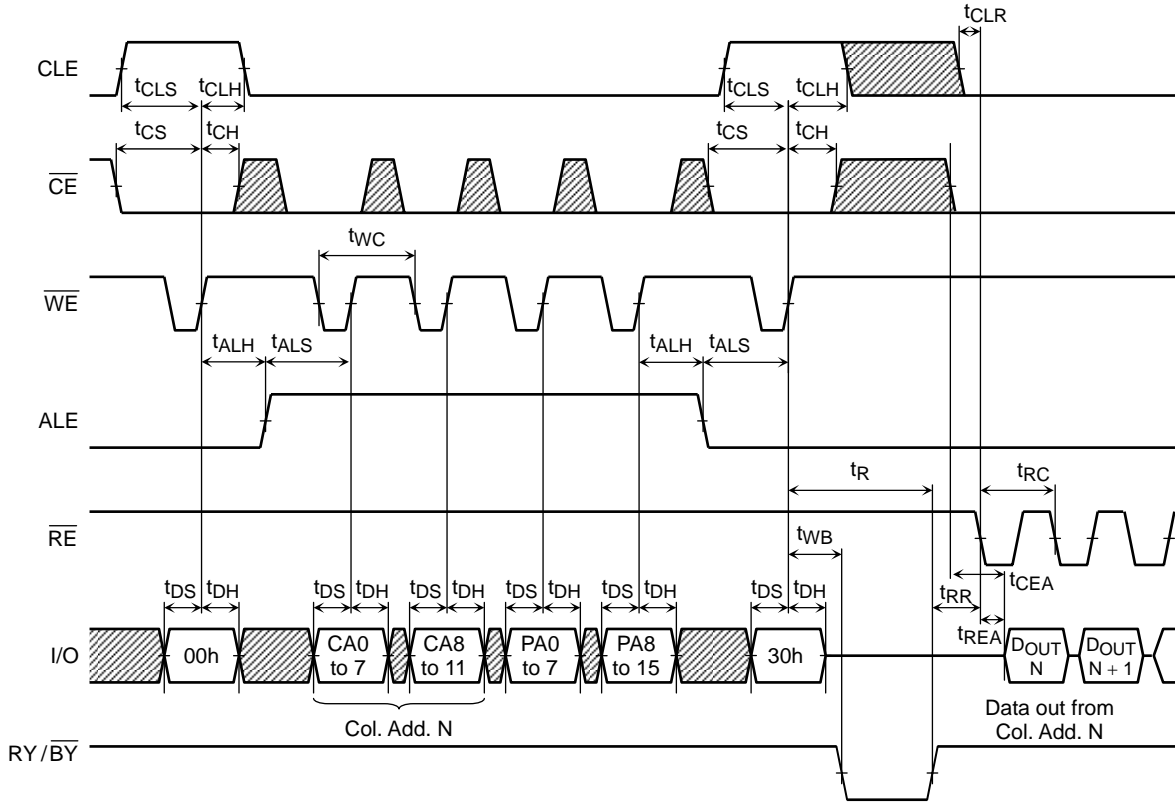 tCLR
CLE
tCLS tCLH tCLS tCLH
tCS tCH tCS tCH
CE
tWC
WE
tALH tALS tALH tALS
ALE
tR
tRC
RE
tWB
tCEA
tDS tDH tDS tDH tDS tDH tDS tDH tDS tDH tDS tDH
tRR
tREA
I/O
00h
CA0
to 7
CA8
to 11
PA0
to 7
PA8
to 15
30h
DOUT
N
DOUT
N + 1
Col. Add. N
Data out from
Col. Add. N
RY/BY